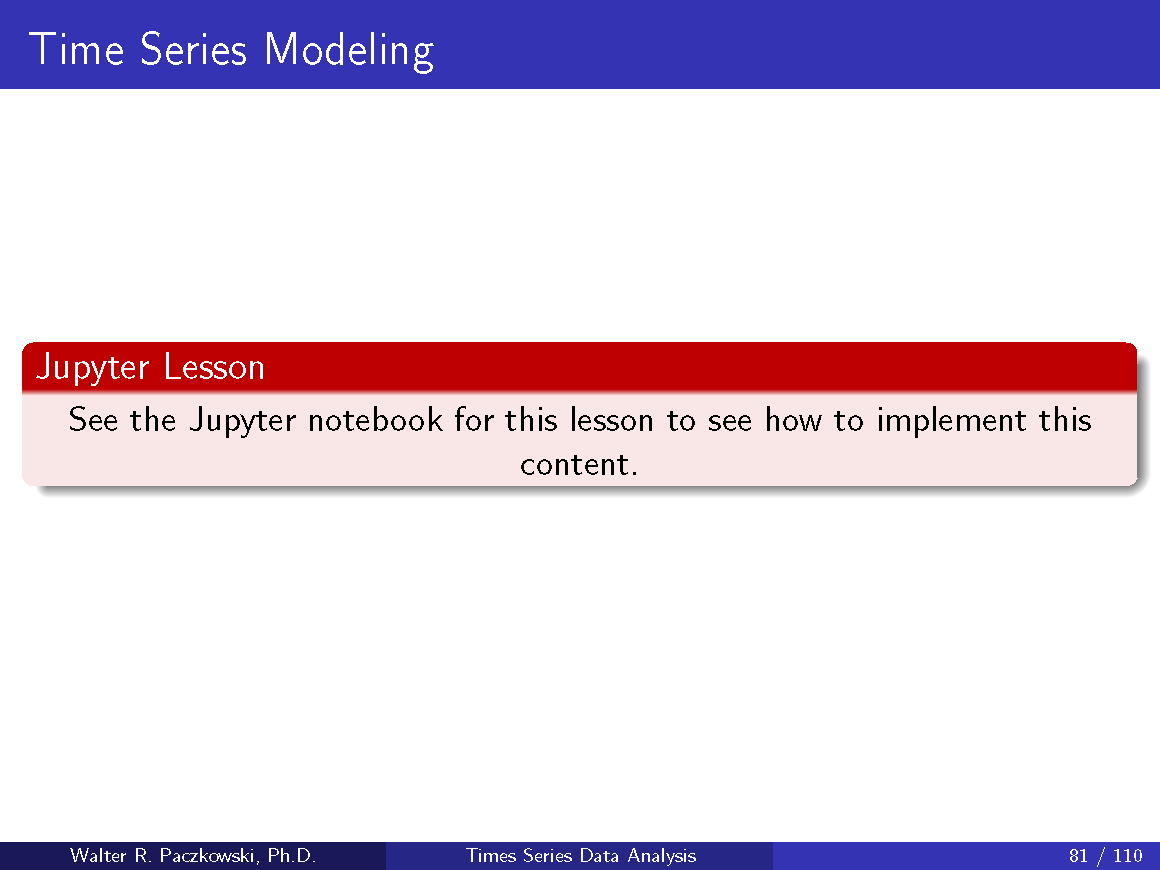 Time Series Modeling
Jupyter Lesson
See the Jupyter notebook for this lesson to see how to implement this
content.
Walter R. Paczkowski, Ph.D.
Times Series Data Analysis
81 / 110